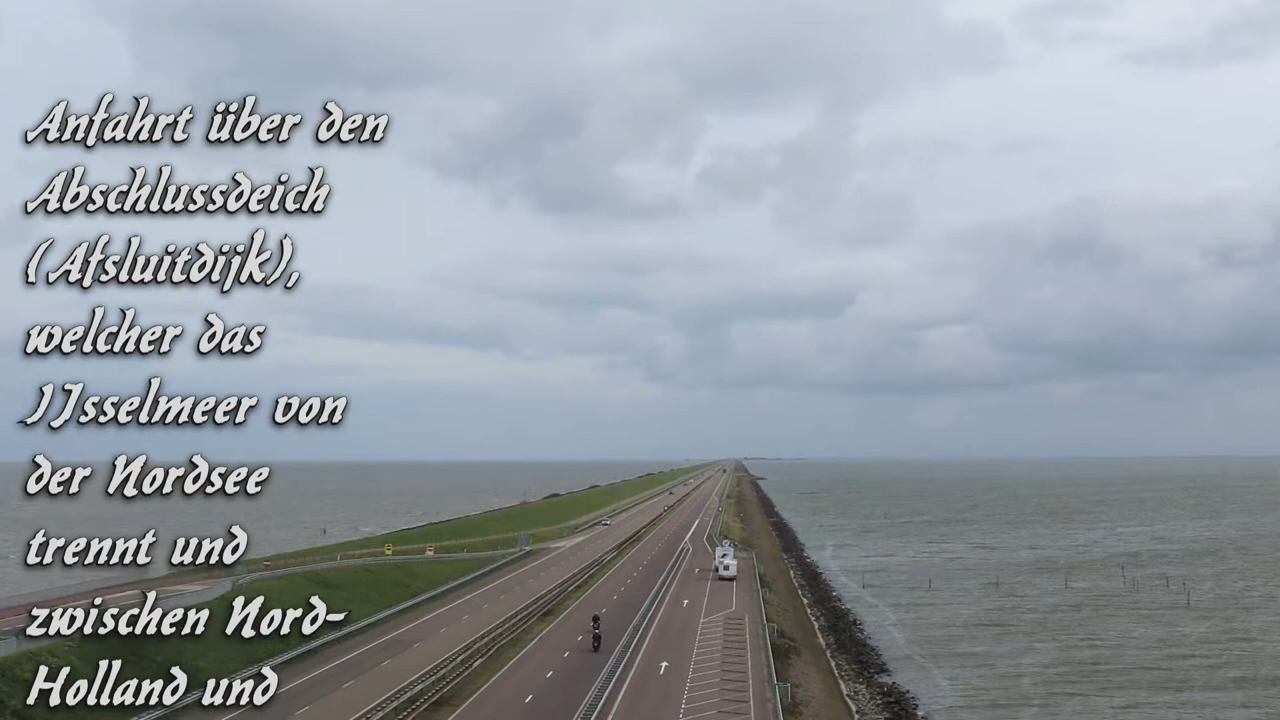 Anfahrt über den
Abschlussdeich
(Afsluitdijk),
welcher das
IJsselmeer von
der Nordsee
trennt und
zwischen Nord-
Holland und